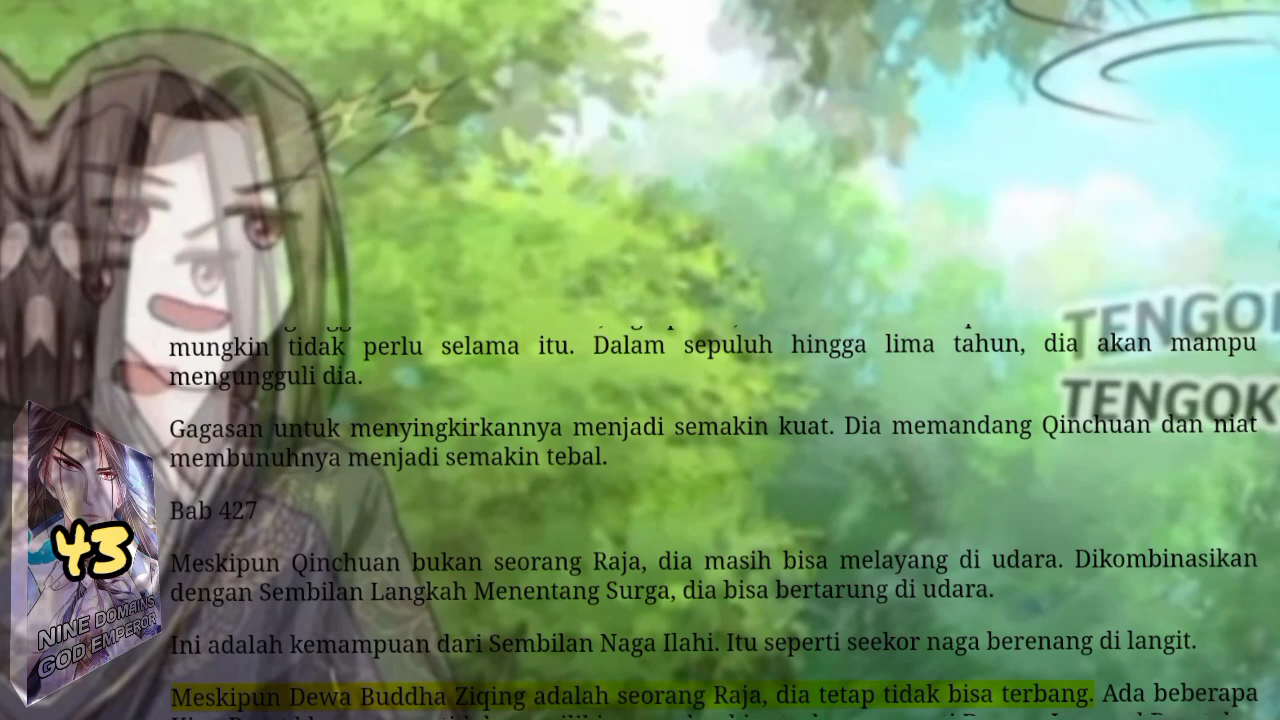 TENGOK
TENGOK
mungkin tidak perlu selama itu. Dalam sepuluh hingga lima tahun, dia akan mampu
mengungguli dia.
Gagasan untuk menyingkirkannya menjadi semakin kuat. Dia memandang Qinchuan dan niat
membunuhnya menjadi semakin tebal.
Bab 427
Meskipun Qinchuan bukan seorang Raja, dia masih bisa melayang di udara. Dikombinasikan
dengan Sembilan Langkah Menentang Surga, dia bisa bertarung di udara.
Ini adalah kemampuan dari Sembilan Naga Ilahi. Itu seperti seekor naga berenang di langit.
Meskipun Dewa Buddha Ziqing adalah seorang Raja, dia tetap tidak bisa terbang. Ada beberapa
43
NINE DOMAINS
GOD EMPEROR